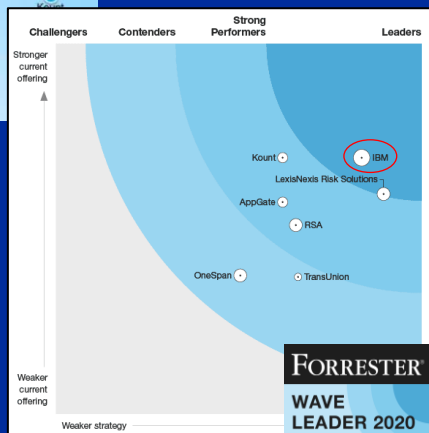 Kount
Challengers
Contenders
Strong
Performers
Leaders
Stronger
current
offering
Kount
IBM
LexisNexis Risk Solutions
AppGate
RSA
OneSpan
TransUnion
FORRESTER®
Weaker
current
offering
WAVE
LEADER 2020
Weaker strategy